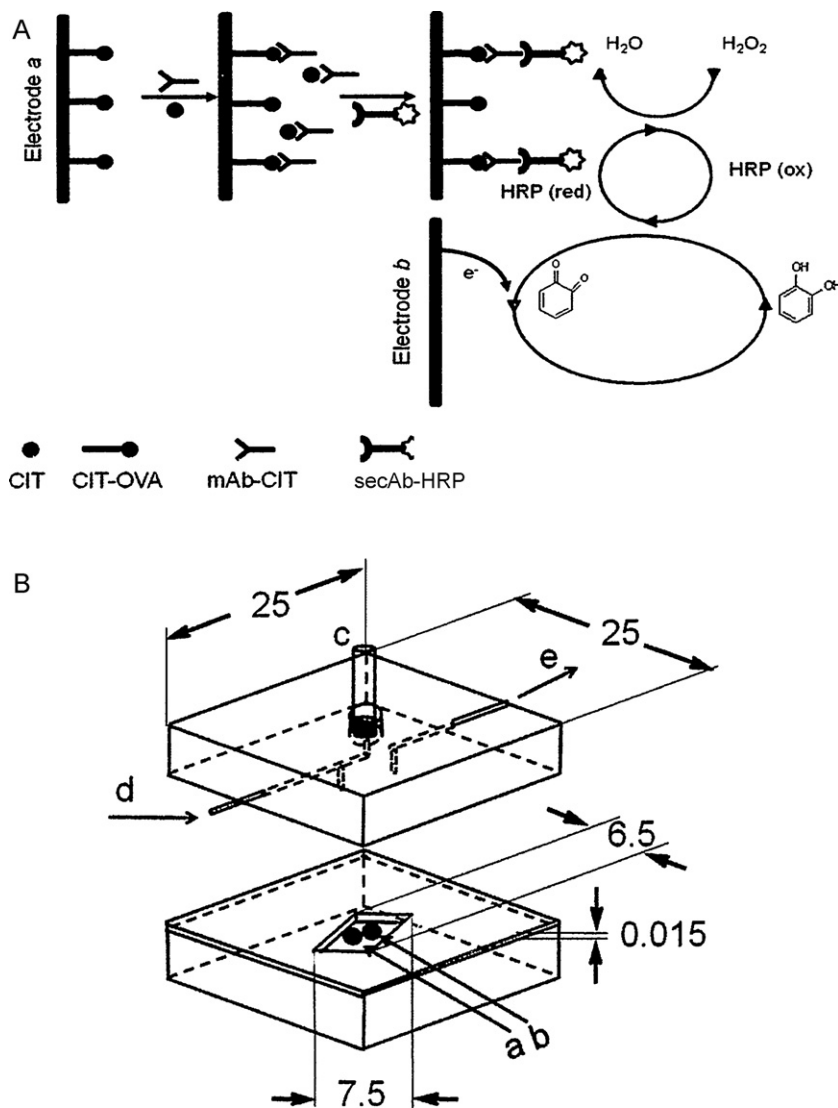 A
Electrode a
H₂O
H₂O₂
HRP (red)
HRP (ox)
Electrode b
e⁻
O
O
OH
CIT
CIT-OVA
mAb-CIT
secAb-HRP
B
25
25
c
e
d
6.5
0.015
a b
7.5